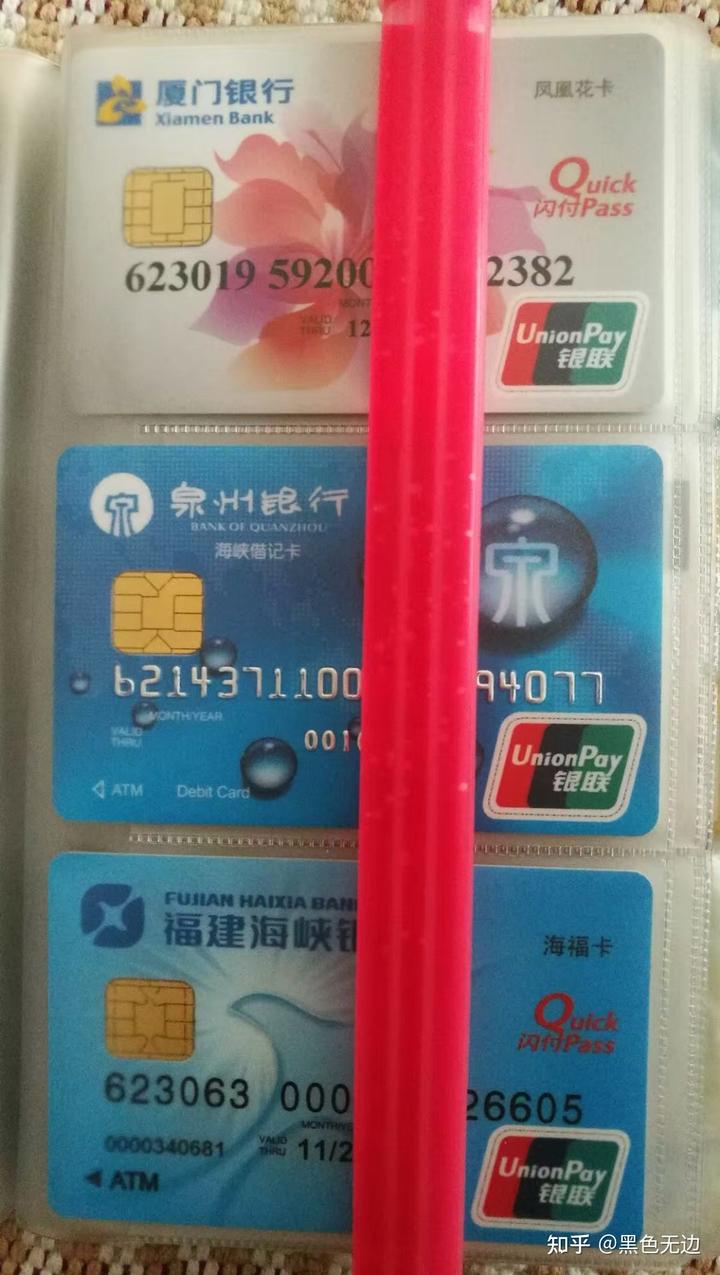 厦门银行
Xiamen Bank
凤凰花卡
Quick
闪付Pass
623019 59200 2382
MONT
VALID
THRU
12
UnionPay
银联
泉州银行
BANK OF QUANZHOU
海峡借记卡
泉
6214371100 94077
MONTH/YEAR
VALID
THRU
001
UnionPay
银联
ATM
Debit Card
FUJIAN HAIXIA BAN
福建海峡银
海福卡
Quick
闪付Pass
623063 000 26605
MONTH/YE
0000340681
VALID
THRU
11/2
ATM
UnionPay
银联
知乎 @黑色无边